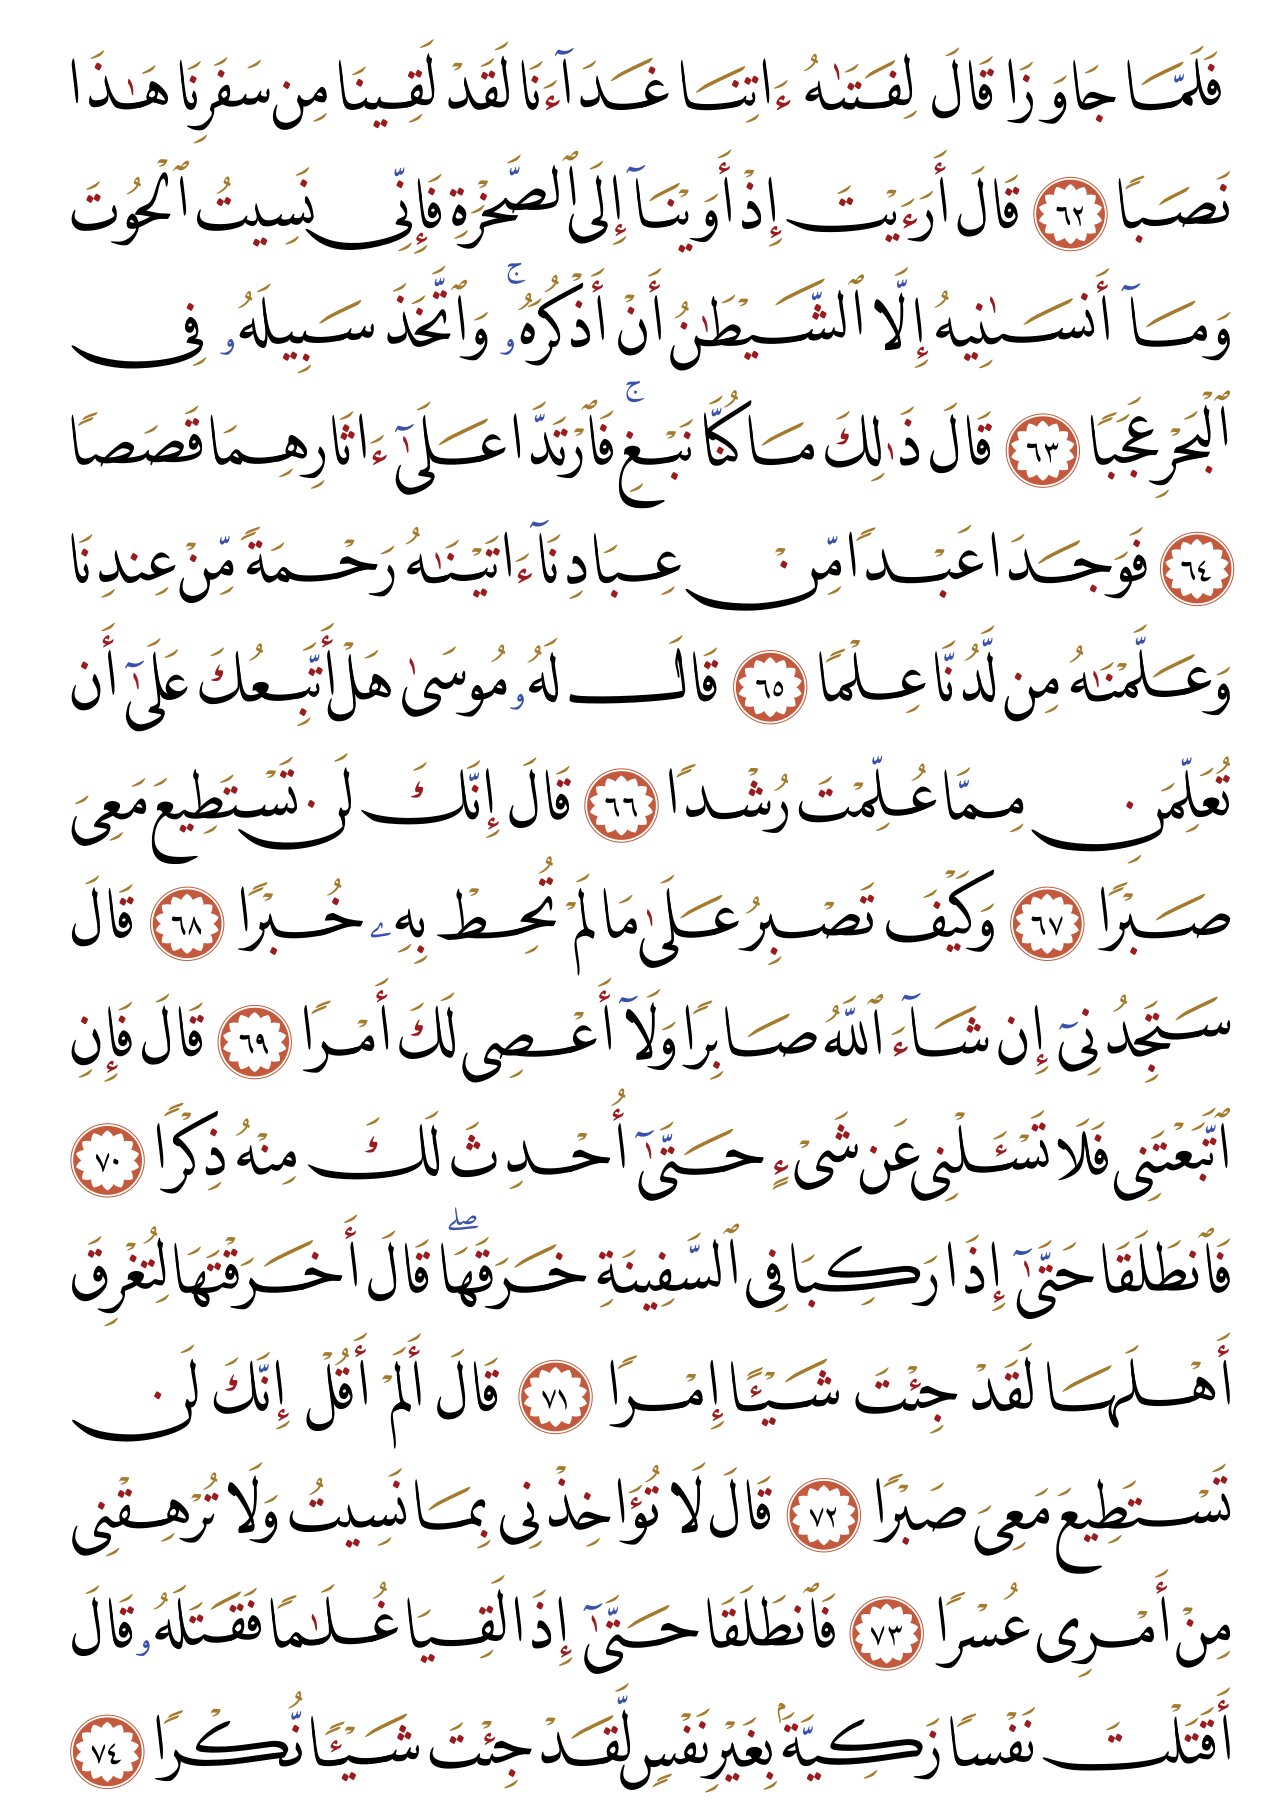 فَلَمَّا جَاوَزَا قَالَ لِفَتَىٰهُ ءَاتِنَا غَدَآءَنَا لَقَدْ لَقِينَا مِن سَفَرِنَا هَـٰذَا
نَصَبًا ٦٢ قَالَ أَرَءَيْتَ إِذْ أَوَيْنَآ إِلَى ٱلصَّخْرَةِ فَإِنِّى نَسِيتُ ٱلْحُوتَ
وَمَآ أَنسَىٰنِيهُ إِلَّا ٱلشَّيْطَـٰنُ أَنْ أَذْكُرَهُۥ ۚ وَٱتَّخَذَ سَبِيلَهُۥ فِى
ٱلْبَحْرِ عَجَبًا ٦٣ قَالَ ذَٰلِكَ مَا كُنَّا نَبْغِ ۚ فَٱرْتَدَّا عَلَىٰٓ ءَاثَارِهِمَا قَصَصًا
٦٤ فَوَجَدَا عَبْدًا مِّنْ عِبَادِنَآ ءَاتَيْنَـٰهُ رَحْمَةً مِّنْ عِندِنَا
وَعَلَّمْنَـٰهُ مِن لَّدُنَّا عِلْمًا ٦٥ قَالَ لَهُۥ مُوسَىٰ هَلْ أَتَّبِعُكَ عَلَىٰٓ أَن
تُعَلِّمَنِ مِمَّا عُلِّمْتَ رُشْدًا ٦٦ قَالَ إِنَّكَ لَن تَسْتَطِيعَ مَعِىَ
صَبْرًا ٦٧ وَكَيْفَ تَصْبِرُ عَلَىٰ مَا لَمْ تُحِطْ بِهِۦ خُبْرًا ٦٨ قَالَ
سَتَجِدُنِىٓ إِن شَآءَ ٱللَّهُ صَابِرًا وَلَآ أَعْصِى لَكَ أَمْرًا ٦٩ قَالَ فَإِنِ
ٱتَّبَعْتَنِى فَلَا تَسْـَٔلْنِى عَن شَىْءٍ حَتَّىٰٓ أُحْدِثَ لَكَ مِنْهُ ذِكْرًا ٧٠
فَٱنطَلَقَا حَتَّىٰٓ إِذَا رَكِبَا فِى ٱلسَّفِينَةِ خَرَقَهَا ۖ قَالَ أَخَرَقْتَهَا لِتُغْرِقَ
أَهْلَهَا لَقَدْ جِئْتَ شَيْـًٔا إِمْرًا ٧١ قَالَ أَلَمْ أَقُلْ إِنَّكَ لَن
تَسْتَطِيعَ مَعِىَ صَبْرًا ٧٢ قَالَ لَا تُؤَاخِذْنِى بِمَا نَسِيتُ وَلَا تُرْهِقْنِى
مِنْ أَمْرِى عُسْرًا ٧٣ فَٱنطَلَقَا حَتَّىٰٓ إِذَا لَقِيَا غُلَـٰمًا فَقَتَلَهُۥ قَالَ
أَقَتَلْتَ نَفْسًا زَكِيَّةًۢ بِغَيْرِ نَفْسٍ لَّقَدْ جِئْتَ شَيْـًٔا نُّكْرًا ٧٤